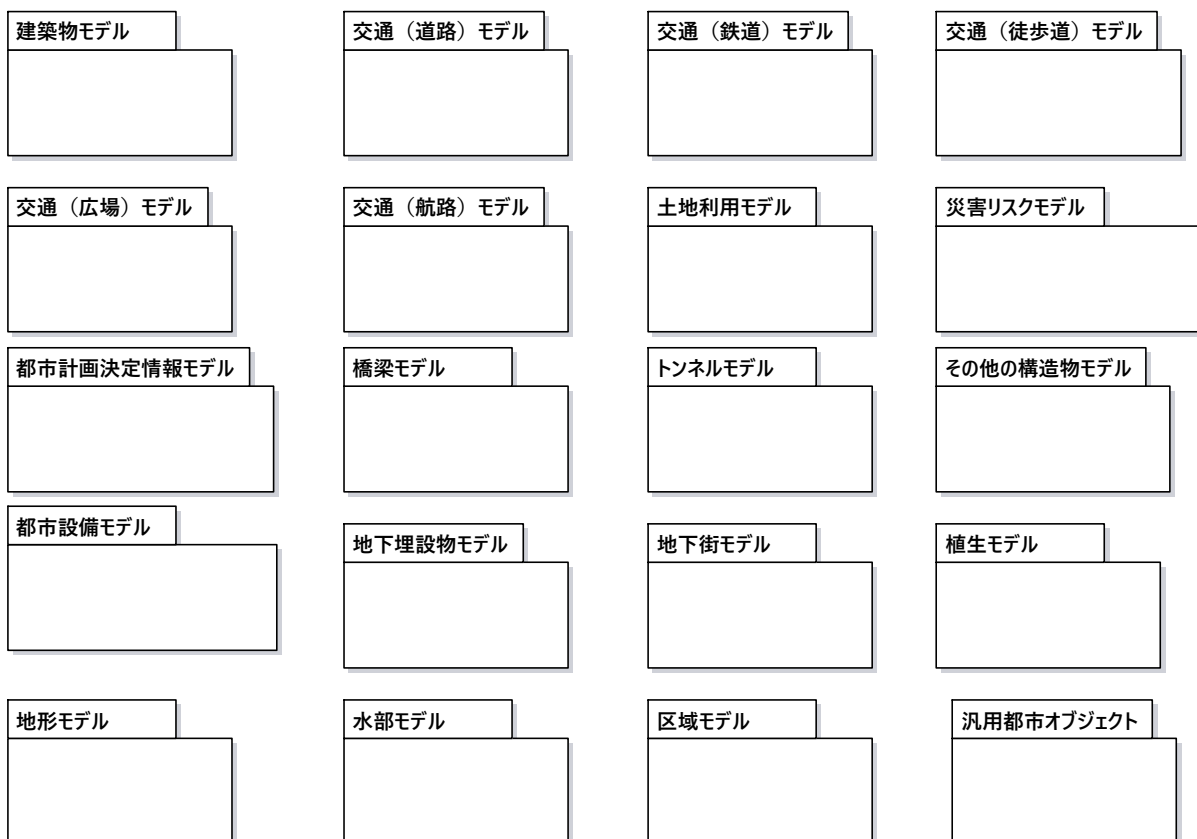 建築物モデル
交通（道路）モデル
交通（鉄道）モデル
交通（徒歩道）モデル
交通（広場）モデル
交通（航路）モデル
土地利用モデル
災害リスクモデル
都市計画決定情報モデル
橋梁モデル
トンネルモデル
その他の構造物モデル
都市設備モデル
地下埋設物モデル
地下街モデル
植生モデル
地形モデル
水部モデル
区域モデル
汎用都市オブジェクト